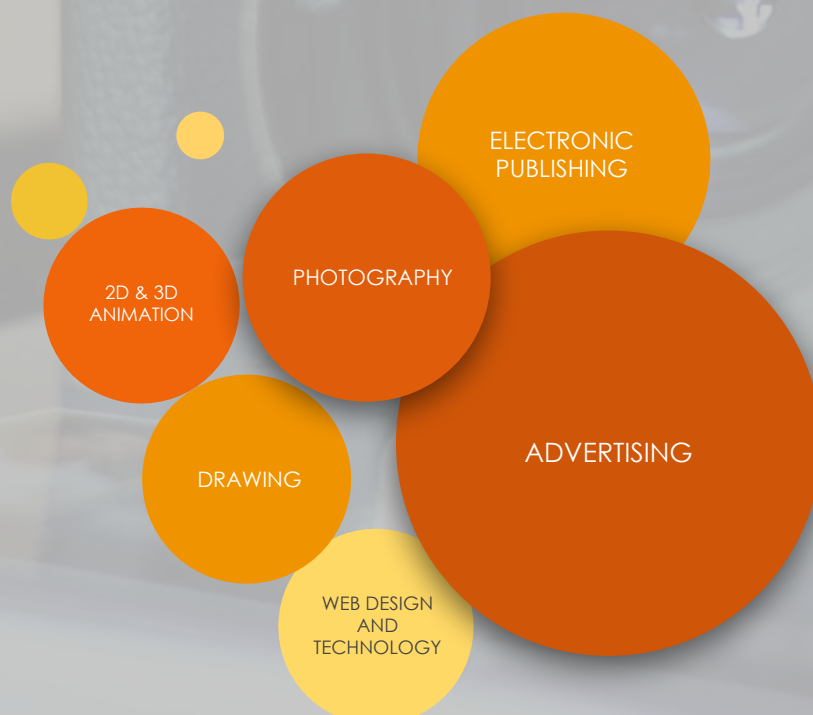 ELECTRONIC
PUBLISHING
PHOTOGRAPHY
2D & 3D
ANIMATION
ADVERTISING
DRAWING
WEB DESIGN
AND
TECHNOLOGY